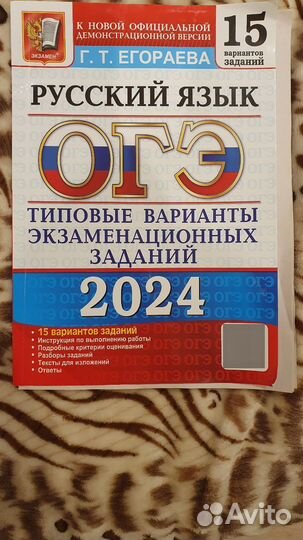 К НОВОЙ ОФИЦИАЛЬНОЙ
ДЕМОНСТРАЦИОННОЙ ВЕРСИИ
15
вариантов
заданий
ЭКЗАМЕН
Г. Т. ЕГОРАЕВА
РУССКИЙ ЯЗЫК
ОГЭ
ТИПОВЫЕ ВАРИАНТЫ
ЭКЗАМЕНАЦИОННЫХ
ЗАДАНИЙ
2024
• 15 вариантов заданий
• Инструкция по выполнению работы
• Подробные критерии оценивания
• Разборы заданий
• Тексты для изложений
• Ответы
Avito